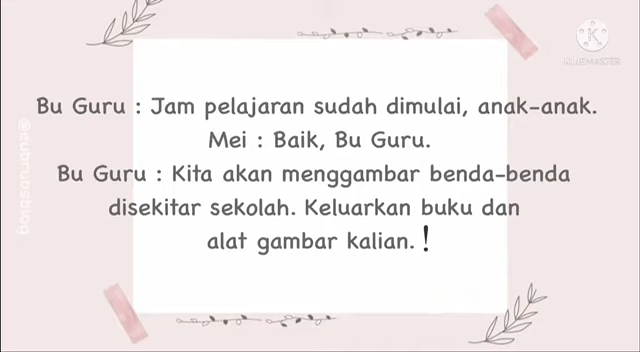 KINEMASTER
Bu Guru : Jam pelajaran sudah dimulai, anak-anak.
Mei : Baik, Bu Guru.
Bu Guru : Kita akan menggambar benda-benda
disekitar sekolah. Keluarkan buku dan
alat gambar kalian. !